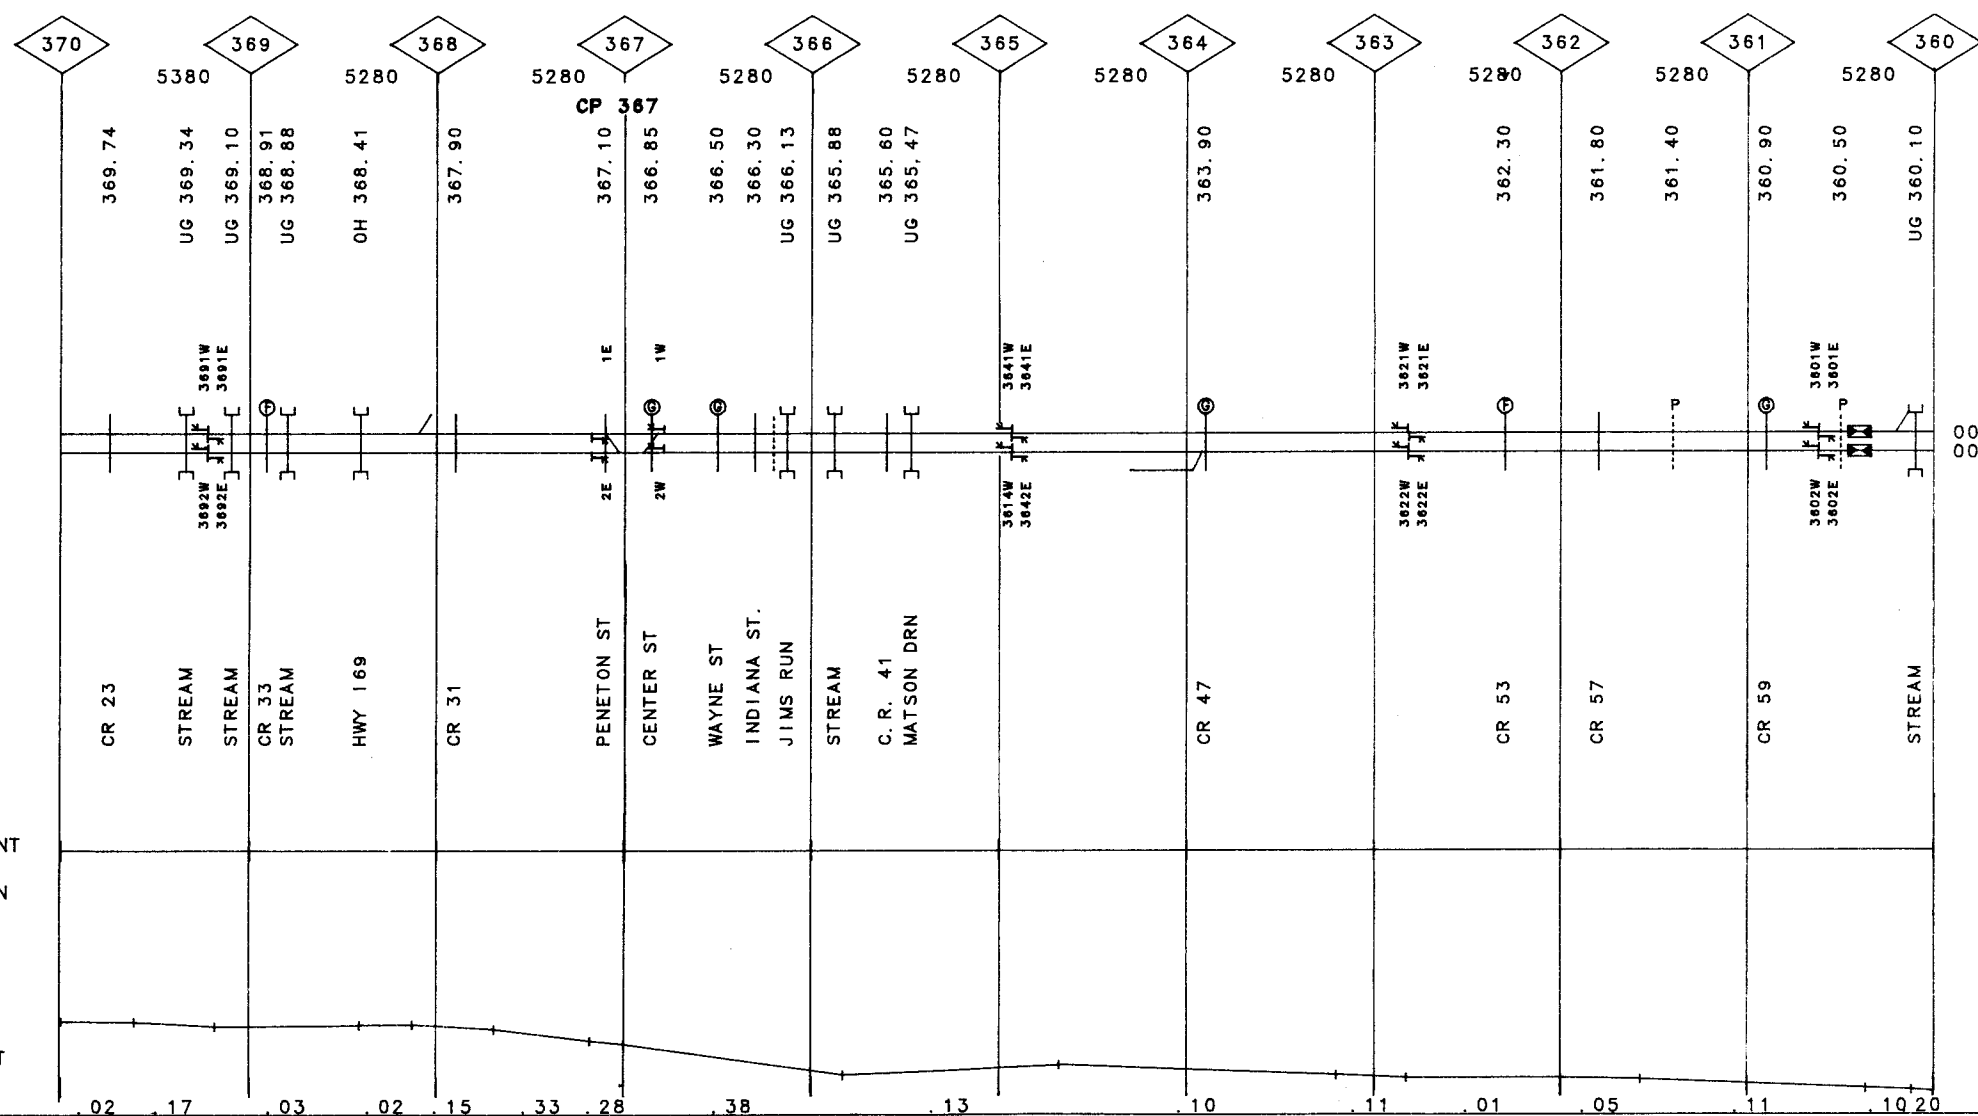 370 369 368 367 366 365 364 363 362 361 360
5380 5280 5280 5280 5280 5280 5280 5280 5280 5280
CP 367
369.74
UG 369.34
UG 369.10
368.91
UG 368.88
OH 368.41
367.90
367.10
366.85
366.50
366.30
UG 366.13
UG 365.88
365.60
UG 365,47
363.90
362.30
361.80
361.40
360.90
360.50
UG 360.10
3691W
3691E
1E
1W
3641W
3641E
3621W
3621E
3601W
3601E
F G G G F P G P
00
00
3692W
3692E
2E
2W
3614W
3642E
3622W
3622E
3602W
3602E
CR 23
STREAM
STREAM
CR 33
STREAM
HWY 169
CR 31
PENETON ST
CENTER ST
WAYNE ST
INDIANA ST.
JIMS RUN
STREAM
C.R. 41
MATSON DRN
CR 47
CR 53
CR 57
CR 59
STREAM
NT
N
T
.02 .17 .03 .02 .15 .33 .28 .38 .13 .10 .11 .01 .05 .11 .10 .20